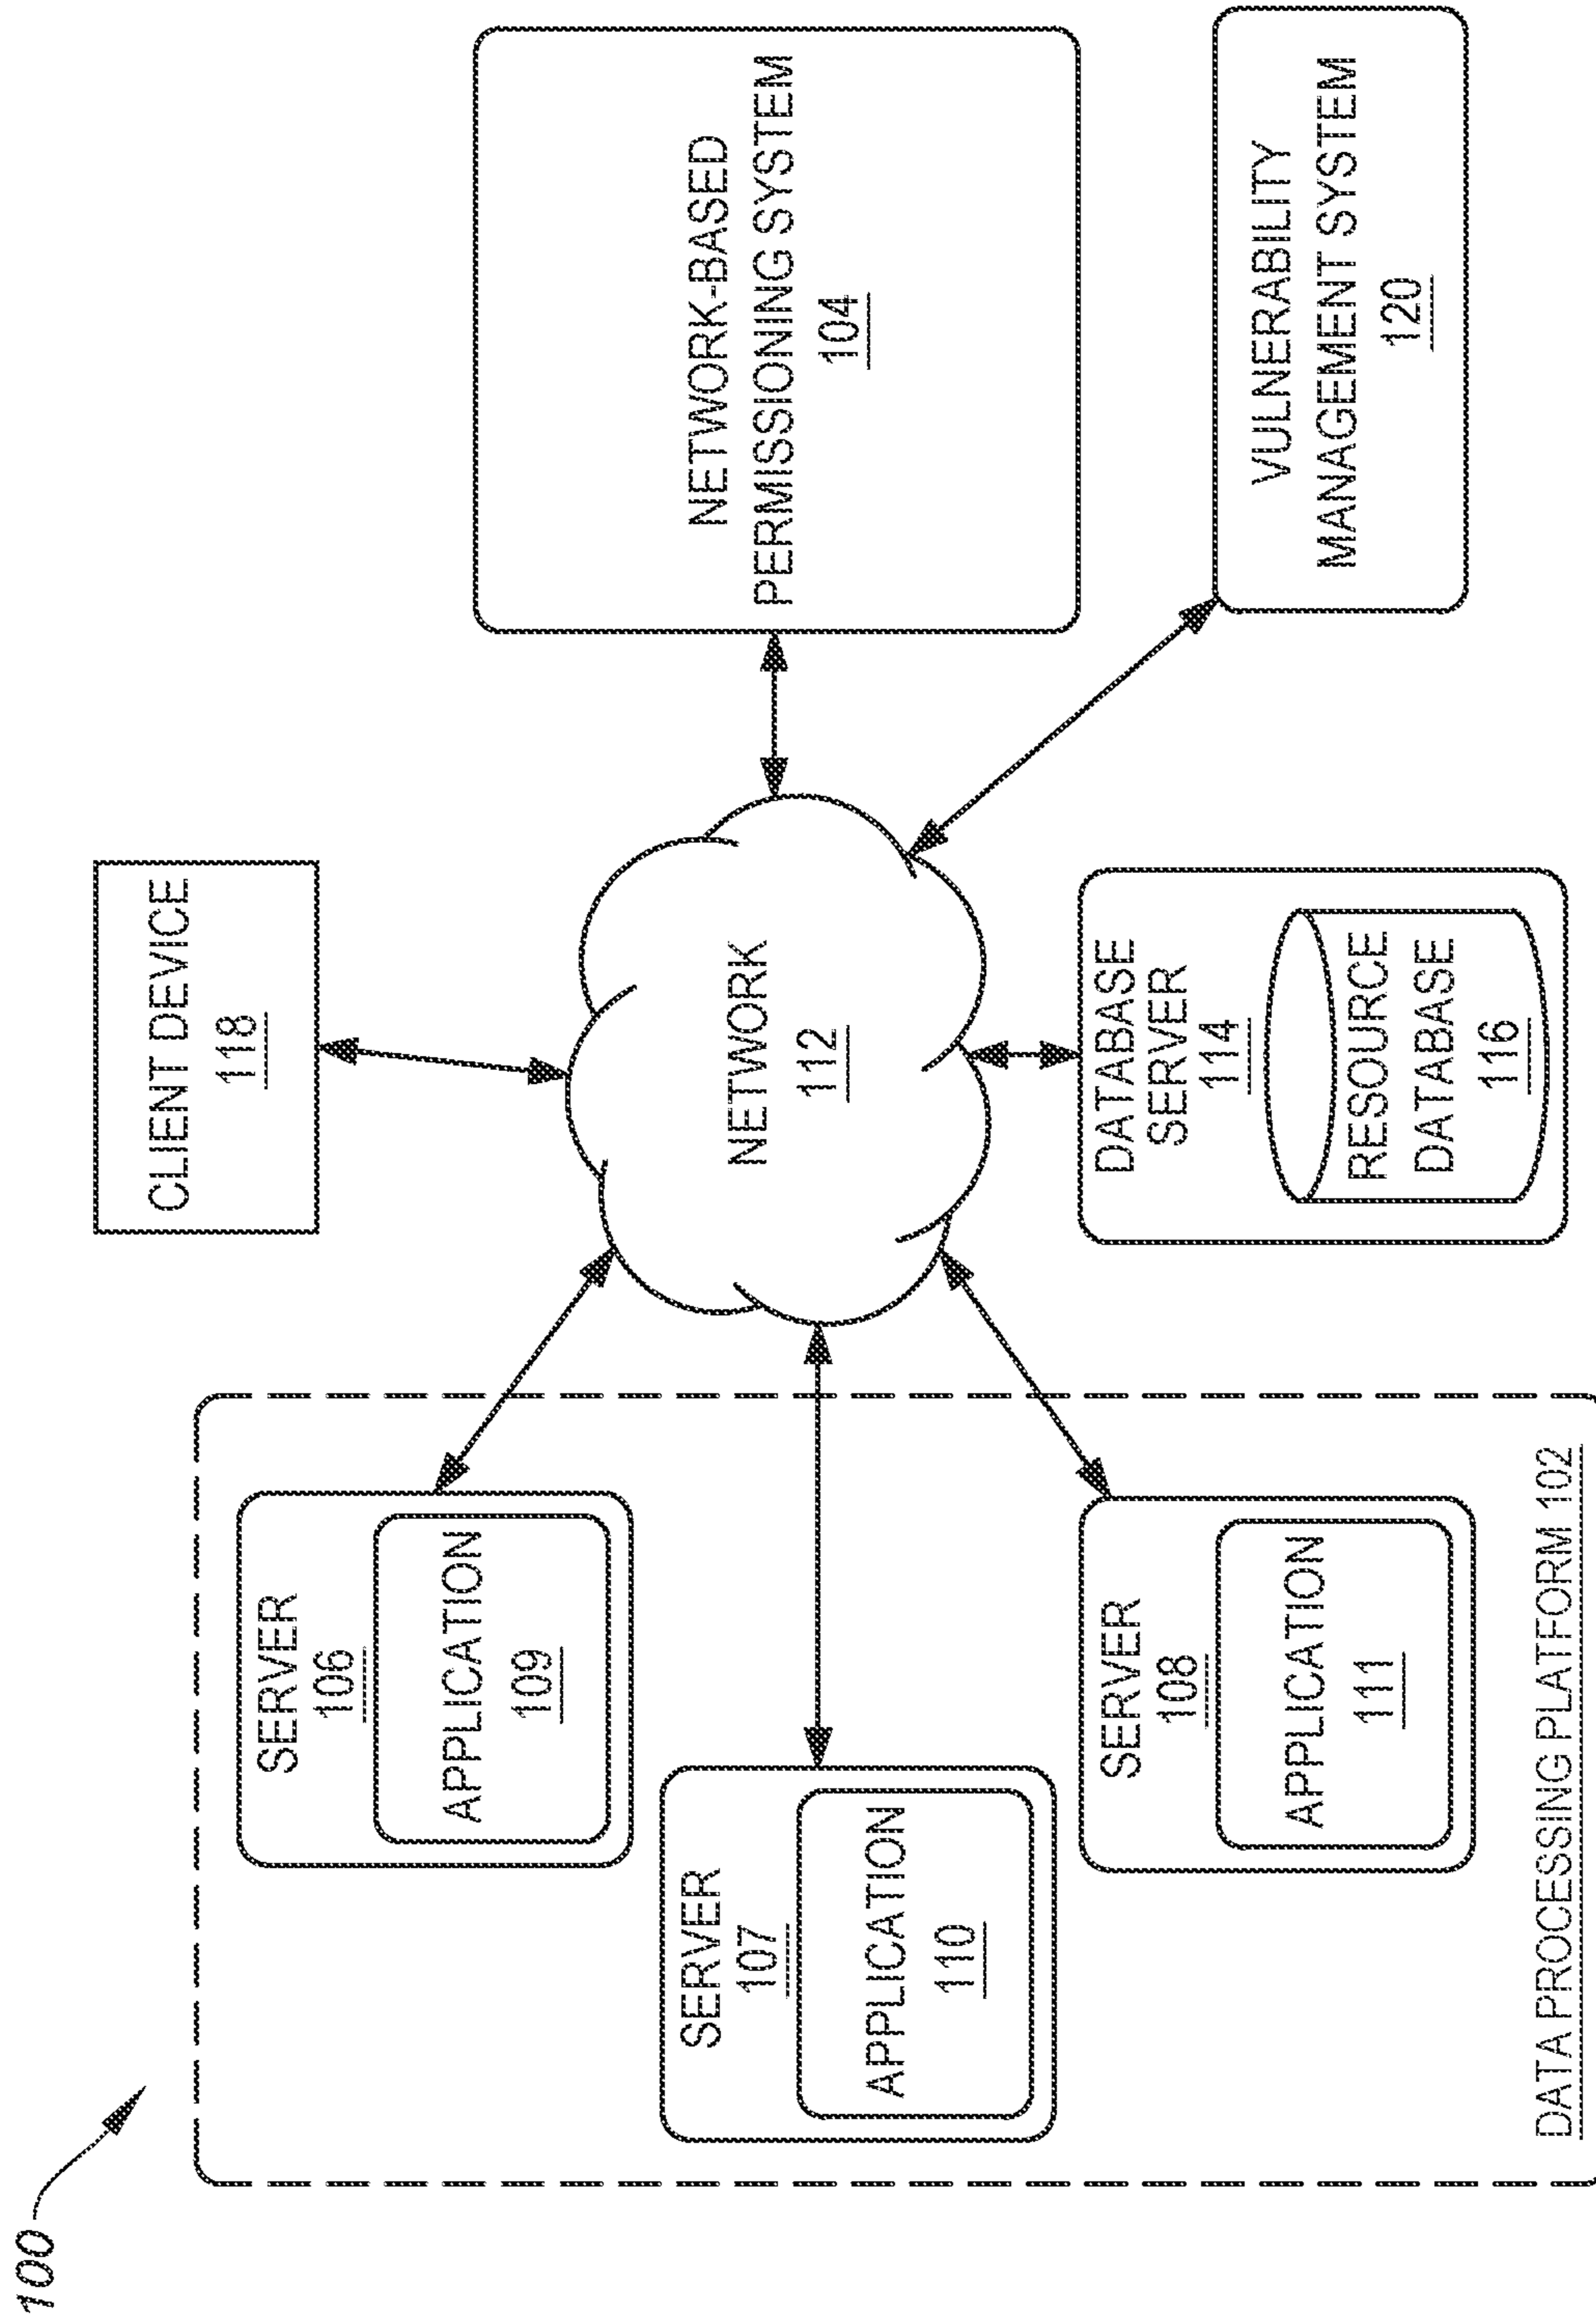 100
CLIENT DEVICE
118
SERVER
106
APPLICATION
109
SERVER
107
APPLICATION
110
SERVER
108
APPLICATION
111
DATA PROCESSING PLATFORM 102
NETWORK
112
DATABASE
SERVER
114
RESOURCE
DATABASE
116
NETWORK-BASED
PERMISSIONING SYSTEM
104
VULNERABILITY
MANAGEMENT SYSTEM
120